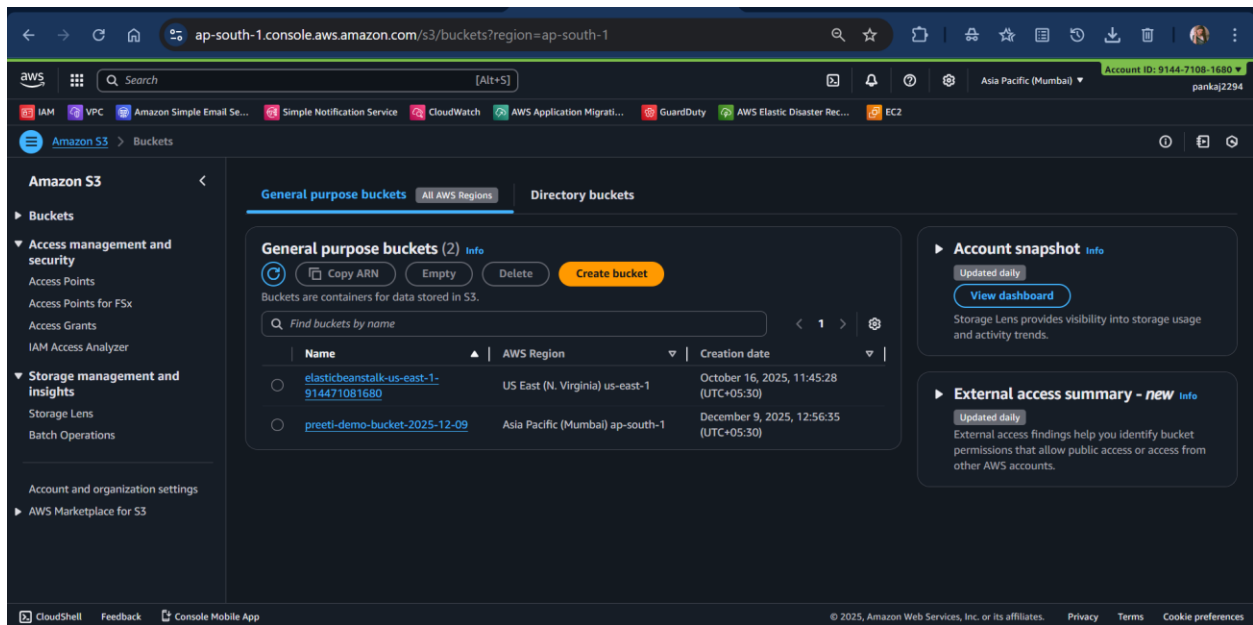 ap-south-1.console.aws.amazon.com/s3/buckets?region=ap-south-1
aws
Search [Alt+S]
Asia Pacific (Mumbai) ▼
Account ID: 9144-7108-1680 ▼
pankaj2294
IAM VPC Amazon Simple Email Se... Simple Notification Service CloudWatch AWS Application Migrati... GuardDuty AWS Elastic Disaster Rec... EC2
Amazon S3 > Buckets
Amazon S3
Buckets
Access management and
security
Access Points
Access Points for FSx
Access Grants
IAM Access Analyzer
Storage management and
insights
Storage Lens
Batch Operations
Account and organization settings
AWS Marketplace for S3
General purpose buckets All AWS Regions Directory buckets
General purpose buckets (2) Info
Copy ARN Empty Delete Create bucket
Buckets are containers for data stored in S3.
Find buckets by name
1
Name AWS Region Creation date
elasticbeanstalk-us-east-1-
914471081680
US East (N. Virginia) us-east-1
October 16, 2025, 11:45:28
(UTC+05:30)
preeti-demo-bucket-2025-12-09
Asia Pacific (Mumbai) ap-south-1
December 9, 2025, 12:56:35
(UTC+05:30)
Account snapshot Info
Updated daily
View dashboard
Storage Lens provides visibility into storage usage
and activity trends.
External access summary - new Info
Updated daily
External access findings help you identify bucket
permissions that allow public access or access from
other AWS accounts.
CloudShell Feedback Console Mobile App
© 2025, Amazon Web Services, Inc. or its affiliates. Privacy Terms Cookie preferences